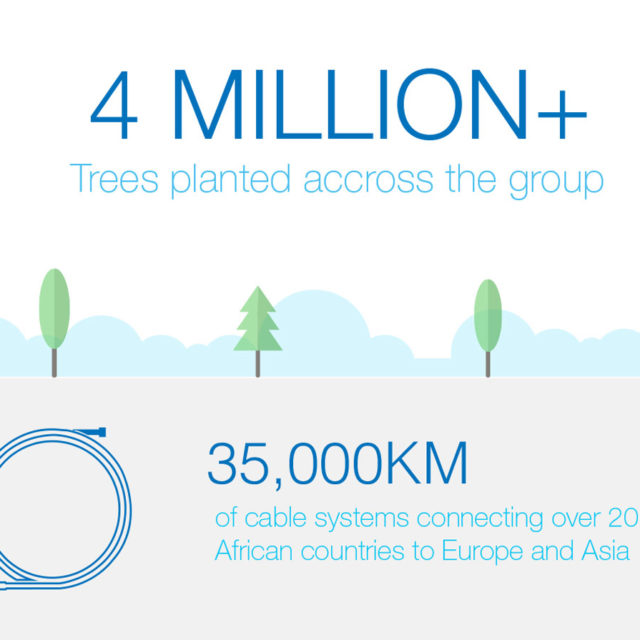 4 MILLION+
Trees planted accross the group
35,000KM
of cable systems connecting over 20
African countries to Europe and Asia